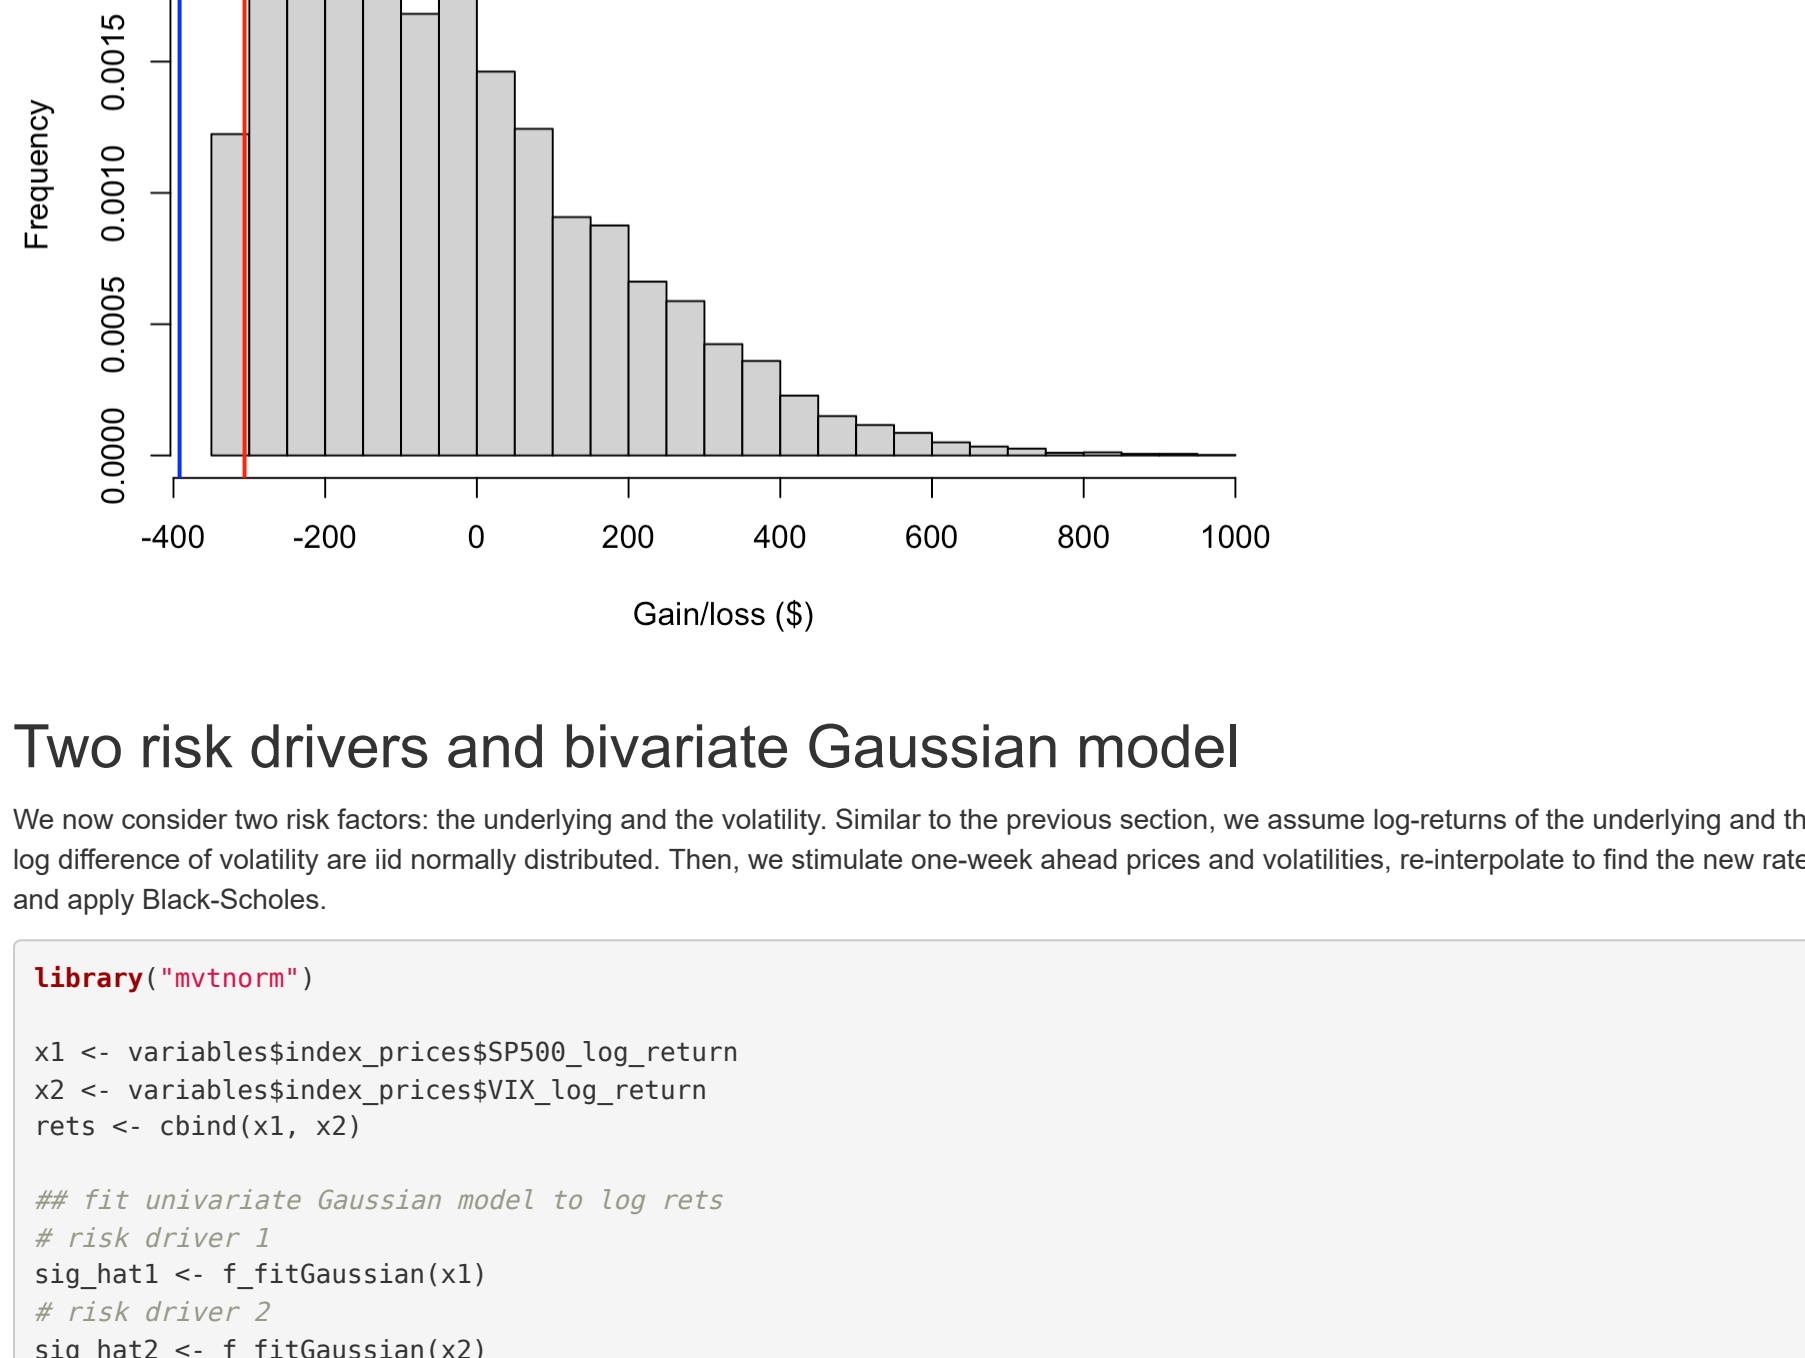 0.0015
0.0010
0.0005
0.0000
Frequency
-400 -200 0 200 400 600 800 1000
Gain/loss ($)
Two risk drivers and bivariate Gaussian model
We now consider two risk factors: the underlying and the volatility. Similar to the previous section, we assume log-returns of the underlying and th
log difference of volatility are iid normally distributed. Then, we stimulate one-week ahead prices and volatilities, re-interpolate to find the new rate
and apply Black-Scholes.
library("mvtnorm")
x1 <- variables$index_prices$SP500_log_return
x2 <- variables$index_prices$VIX_log_return
rets <- cbind(x1, x2)
## fit univariate Gaussian model to log rets
# risk driver 1
sig_hat1 <- f_fitGaussian(x1)
# risk driver 2
sig_hat2 <- f_fitGaussian(x2)